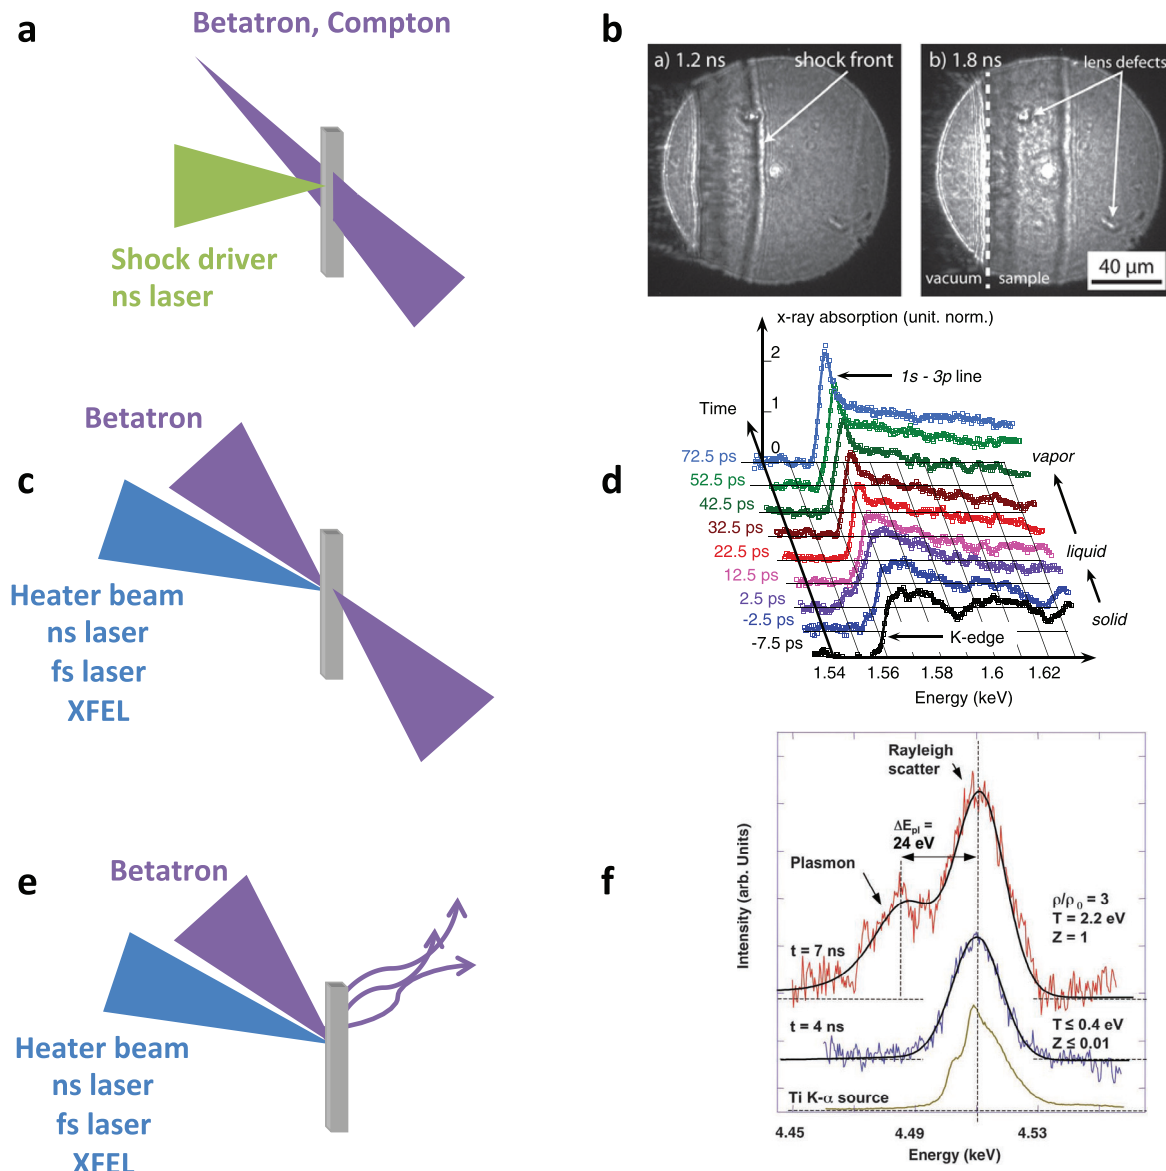 a
Betatron, Compton
Shock driver
ns laser
b
a) 1.2 ns
shock front
b) 1.8 ns
lens defects
vacuum
sample
40 µm
c
Betatron
Heater beam
ns laser
fs laser
XFEL
d
x-ray absorption (unit. norm.)
2
1
0
1s - 3p line
Time
72.5 ps
52.5 ps
42.5 ps
32.5 ps
22.5 ps
12.5 ps
2.5 ps
-2.5 ps
-7.5 ps
vapor
liquid
solid
K-edge
1.54 1.56 1.58 1.6 1.62
Energy (keV)
e
Betatron
Heater beam
ns laser
fs laser
XFEL
f
Rayleigh
scatter
ΔEpl =
24 eV
Plasmon
ρ/ρ0 = 3
T = 2.2 eV
Z = 1
t = 7 ns
t = 4 ns
T ≤ 0.4 eV
Z ≤ 0.01
Ti K-α source
Intensity (arb. Units)
4.45 4.49 4.53
Energy (keV)